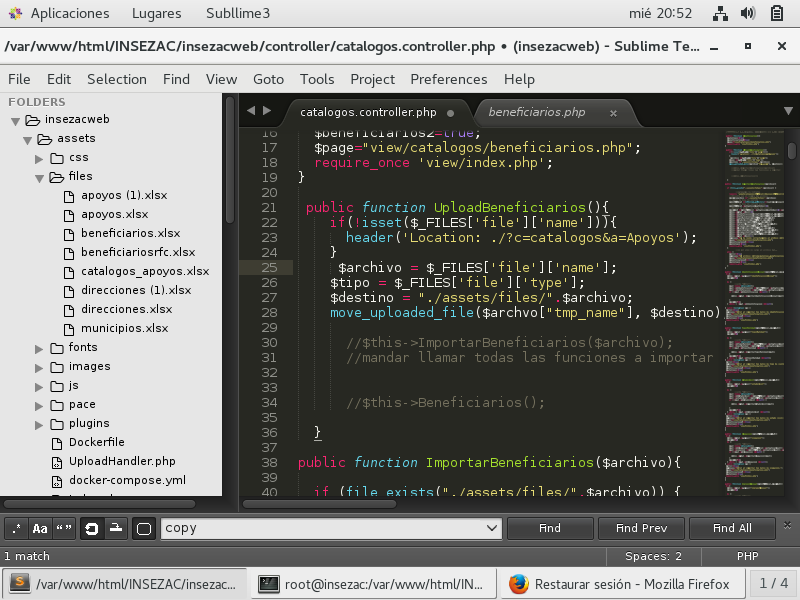 Aplicaciones Lugares Subllime3 mié 20:52
/var/www/html/INSEZAC/insezacweb/controller/catalogos.controller.php • (insezacweb) - Sublime Te...
File Edit Selection Find View Goto Tools Project Preferences Help
FOLDERS
insezacweb
assets
css
files
apoyos (1).xlsx
apoyos.xlsx
beneficiarios.xlsx
beneficiariosrfc.xlsx
catalogos_apoyos.xlsx
direcciones (1).xlsx
direcciones.xlsx
municipios.xlsx
fonts
images
js
pace
plugins
Dockerfile
UploadHandler.php
docker-compose.yml
catalogos.controller.php beneficiarios.php
16 $beneficiarios2=true;
17 $page="view/catalogos/beneficiarios.php";
18 require_once 'view/index.php';
19 }
20
21 public function UploadBeneficiarios(){
22 if(!isset($_FILES['file']['name'])){
23 header('Location: ./?c=catalogos&a=Apoyos');
24 }
25 $archivo = $_FILES['file']['name'];
26 $tipo = $_FILES['file']['type'];
27 $destino = "./assets/files/".$archivo;
28 move_uploaded_file($archvo["tmp_name"], $destino)
29
30 //$this->ImportarBeneficiarios($archivo);
31 //mandar llamar todas las funciones a importar
32
33
34 //$this->Beneficiarios();
35
36 }
37
38 public function ImportarBeneficiarios($archivo){
39
40 if (file_exists("./assets/files/".$archivo)) {
.* Aa “” copy Find Find Prev Find All
1 match Spaces: 2 PHP
/var/www/html/INSEZAC/insezac... root@insezac:/var/www/html/IN... Restaurar sesión - Mozilla Firefox 1 / 4